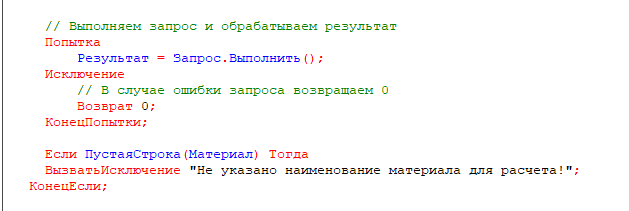 // Выполняем запрос и обрабатываем результат
Попытка
Результат = Запрос.Выполнить();
Исключение
// В случае ошибки запроса возвращаем 0
Возврат 0;
КонецПопытки;
Если ПустаяСтрока(Материал) Тогда
ВызватьИсключение "Не указано наименование материала для расчета!";
КонецЕсли;